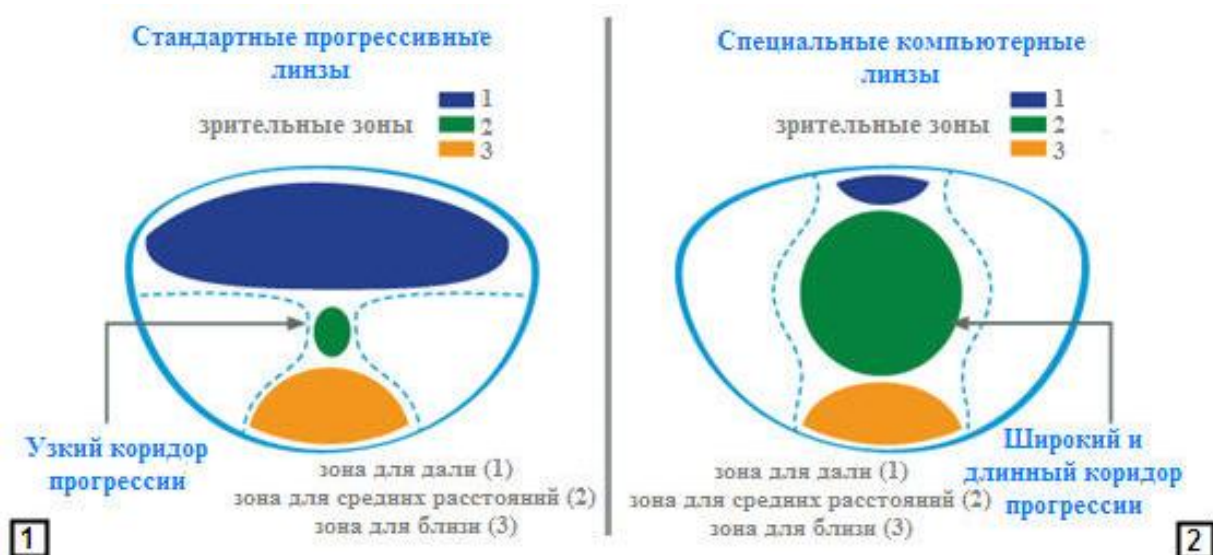 Стандартные прогрессивные
линзы
1
зрительные зоны 2
3
Узкий коридор
прогрессии
зона для дали (1)
зона для средних расстояний (2)
зона для близи (3)
1
Специальные компьютерные
линзы
1
зрительные зоны 2
3
Широкий и
длинный коридор
прогрессии
зона для дали (1)
зона для средних расстояний (2)
зона для близи (3)
2